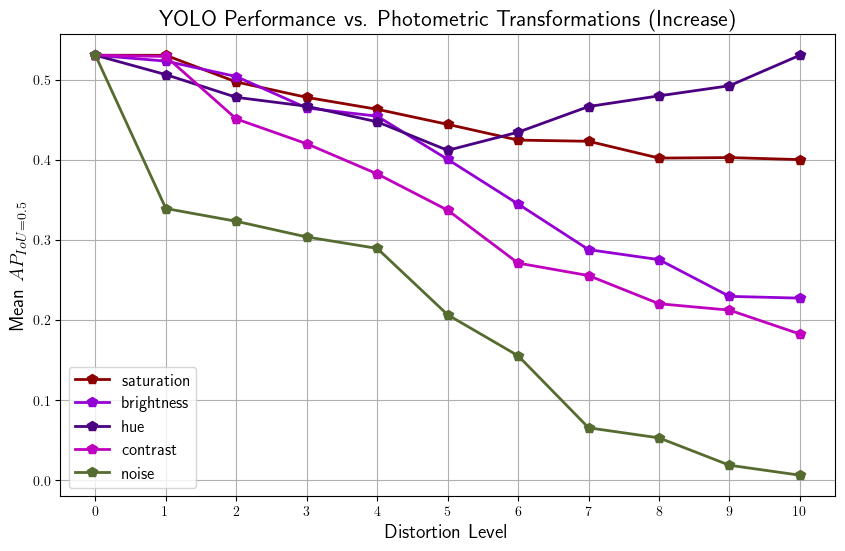 YOLO Performance vs. Photometric Transformations (Increase)
Mean AP_{IoU=0.5}
0.5
0.4
0.3
0.2
0.1
0.0
saturation
brightness
hue
contrast
noise
0 1 2 3 4 5 6 7 8 9 10
Distortion Level